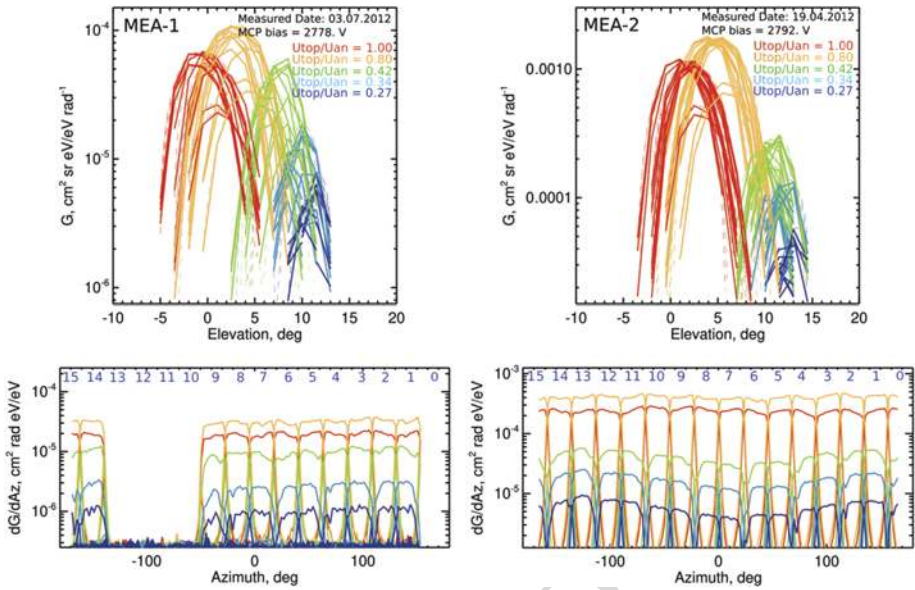 MEA-1
Measured Date: 03.07.2012
MCP bias = 2778. V
Utop/Uan = 1.00
Utop/Uan = 0.80
Utop/Uan = 0.42
Utop/Uan = 0.34
Utop/Uan = 0.27
G, cm² sr eV/eV rad⁻¹
10⁻⁴
10⁻⁵
10⁻⁶
-10 -5 0 5 10 15 20
Elevation, deg
MEA-2
Measured Date: 19.04.2012
MCP bias = 2792. V
Utop/Uan = 1.00
Utop/Uan = 0.80
Utop/Uan = 0.42
Utop/Uan = 0.34
Utop/Uan = 0.27
G, cm² sr eV/eV rad⁻¹
0.0010
0.0001
-10 -5 0 5 10 15 20
Elevation, deg
15 14 13 12 11 10 9 8 7 6 5 4 3 2 1 0
dG/dAz, cm² rad eV/eV
10⁻⁴
10⁻⁵
10⁻⁶
-100 0 100
Azimuth, deg
15 14 13 12 11 10 9 8 7 6 5 4 3 2 1 0
dG/dAz, cm² rad eV/eV
10⁻³
10⁻⁴
10⁻⁵
-100 0 100
Azimuth, deg